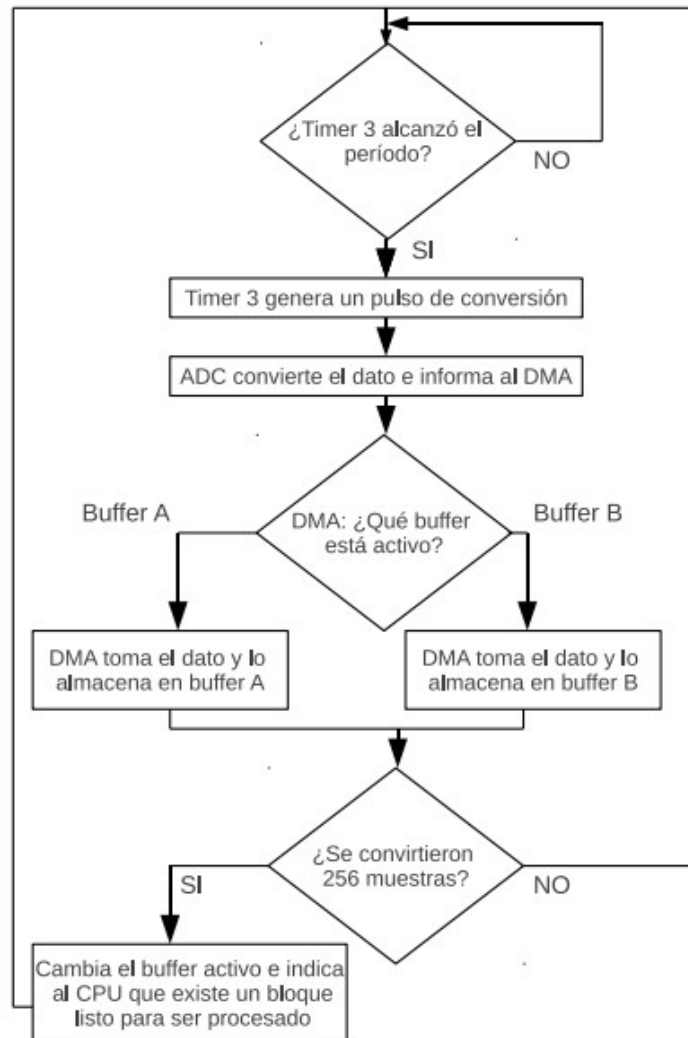 ¿Timer 3 alcanzó el
período?
NO
SI
Timer 3 genera un pulso de conversión
ADC convierte el dato e informa al DMA
Buffer A
Buffer B
DMA: ¿Qué buffer
está activo?
DMA toma el dato y lo
almacena en buffer A
DMA toma el dato y lo
almacena en buffer B
¿Se convirtieron
256 muestras?
SI
NO
Cambia el buffer activo e indica
al CPU que existe un bloque
listo para ser procesado